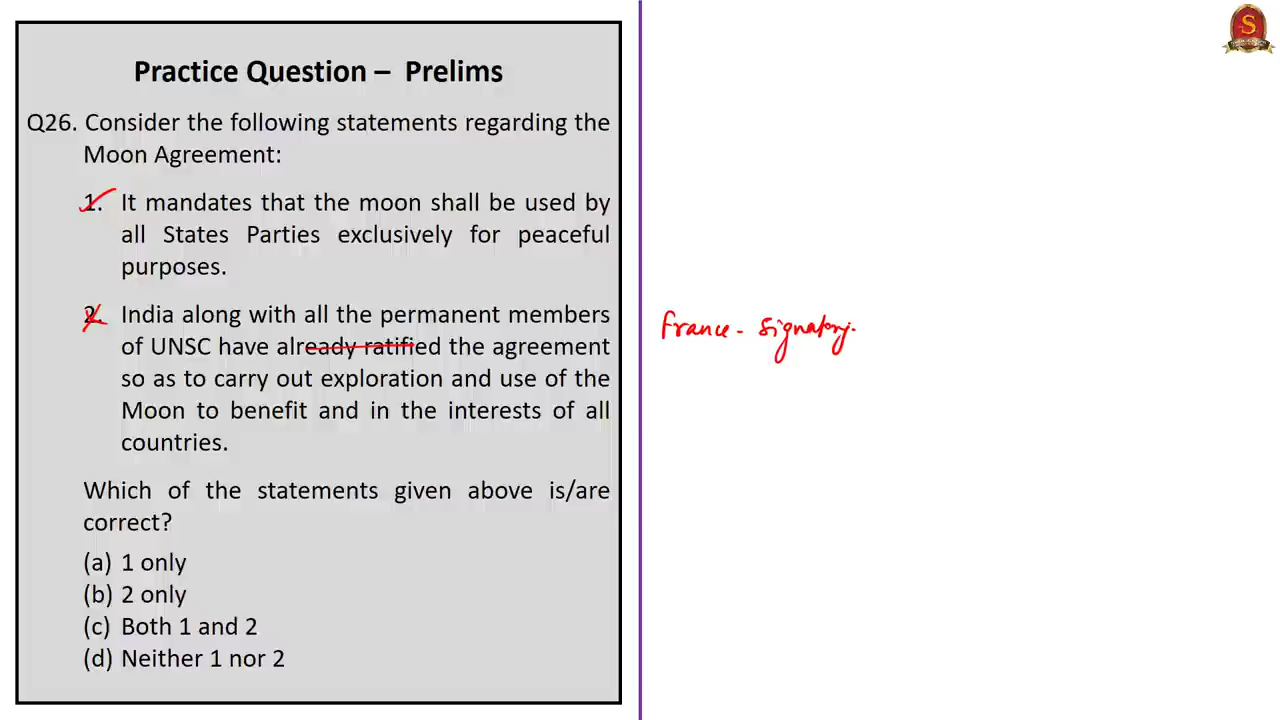 Practice Question – Prelims
Q26. Consider the following statements regarding the
Moon Agreement:
1. It mandates that the moon shall be used by
all States Parties exclusively for peaceful
purposes.
2. India along with all the permanent members
of UNSC have already ratified the agreement
so as to carry out exploration and use of the
Moon to benefit and in the interests of all
countries.
Which of the statements given above is/are
correct?
(a) 1 only
(b) 2 only
(c) Both 1 and 2
(d) Neither 1 nor 2
France - Signatory.
S